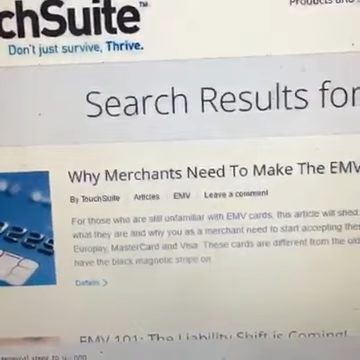 chSuite™
Products and
Don't just survive, Thrive.
Search Results for
Why Merchants Need To Make The EMV
By TouchSuite Articles EMV Leave a comment
For those who are still unfamiliar with EMV cards, this article will shed
what they are and why you as a merchant need to start accepting the
Europay, MasterCard and Visa. These cards are different from the old
have the black magnetic stripe on
Details >
EMV 101: The Liability Shift is Coming!